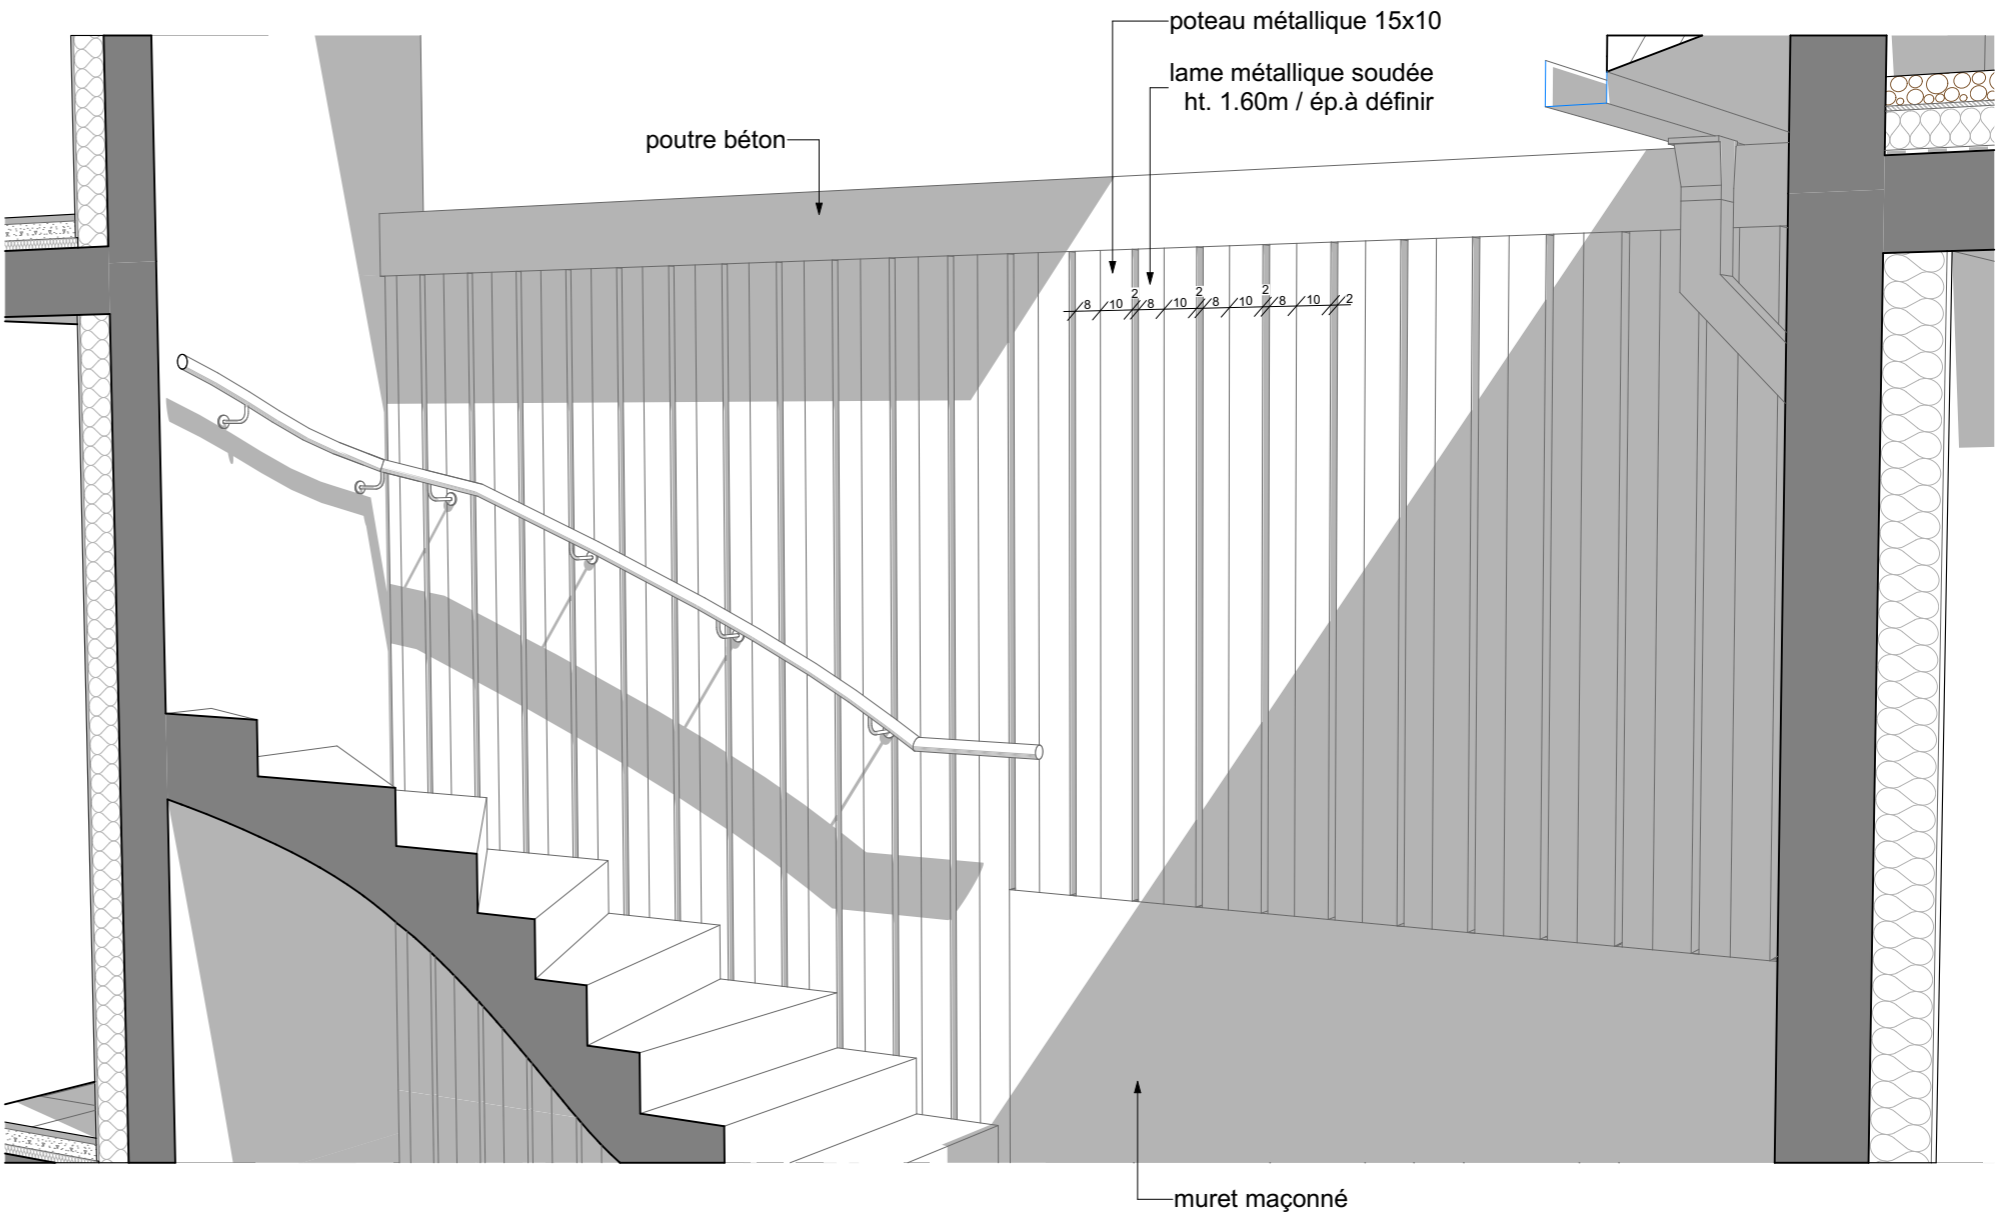 poteau métallique 15x10
lame métallique soudée
ht. 1.60m / ép.à définir
poutre béton
8 10 2 8 10 2 8 10 2 8 10 2
muret maçonné